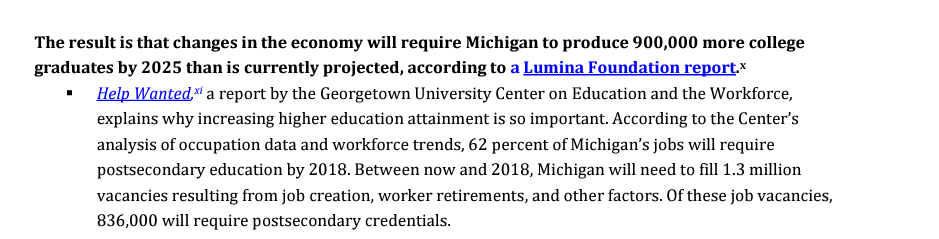 The result is that changes in the economy will require Michigan to produce 900,000 more college
graduates by 2025 than is currently projected, according to a Lumina Foundation report.x
▪ Help Wanted,xi a report by the Georgetown University Center on Education and the Workforce,
explains why increasing higher education attainment is so important. According to the Center’s
analysis of occupation data and workforce trends, 62 percent of Michigan’s jobs will require
postsecondary education by 2018. Between now and 2018, Michigan will need to fill 1.3 million
vacancies resulting from job creation, worker retirements, and other factors. Of these job vacancies,
836,000 will require postsecondary credentials.